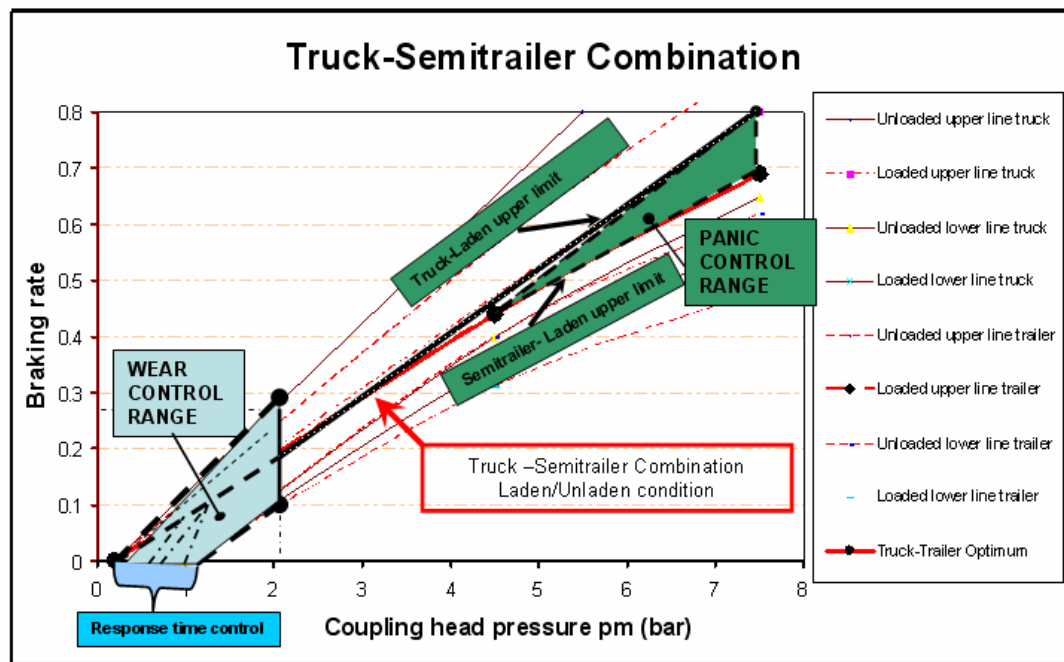 Truck-Semitrailer Combination
0.8
0.7
0.6
0.5
0.4
0.3
0.2
0.1
0
Braking rate
0
1
2
3
4
5
6
7
8
Coupling head pressure pm (bar)
Truck-Laden upper limit
Semitrailer- Laden upper limit
PANIC
CONTROL
RANGE
WEAR
CONTROL
RANGE
Truck –Semitrailer Combination
Laden/Unladen condition
Response time control
Unloaded upper line truck
Loaded upper line truck
Unloaded lower line truck
Loaded lower line truck
Unloaded upper line trailer
Loaded upper line trailer
Unloaded lower line trailer
Loaded lower line trailer
Truck-Trailer Optimum